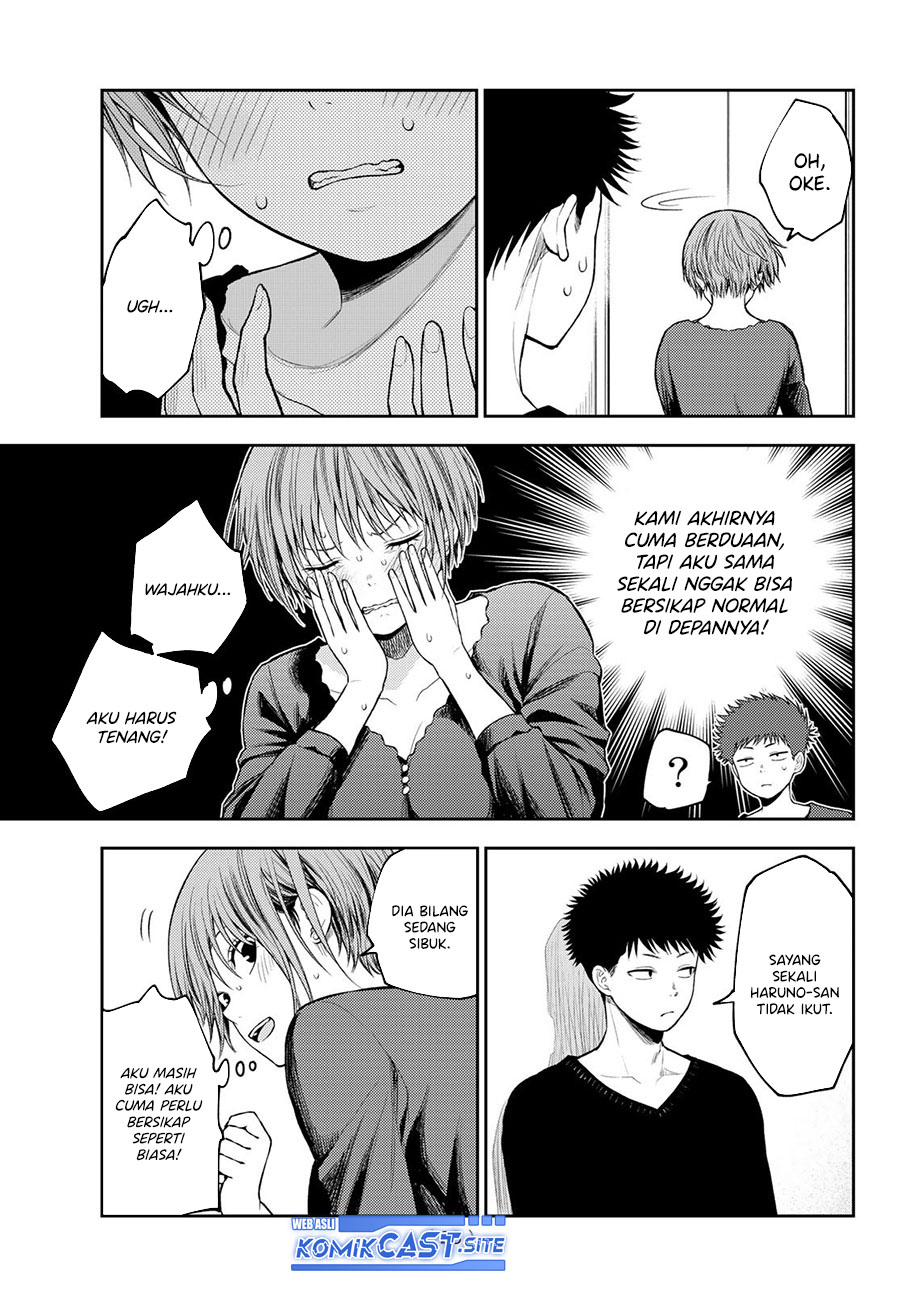 OH,
OKE.
UGH...
KAMI AKHIRNYA
CUMA BERDUAAN,
TAPI AKU SAMA
SEKALI NGGAK BISA
BERSIKAP NORMAL
DI DEPANNYA!
?
WAJAHKU...
AKU HARUS
TENANG!
SAYANG
SEKALI
HARUNO-SAN
TIDAK IKUT.
DIA BILANG
SEDANG
SIBUK.
AKU MASIH
BISA! AKU
CUMA PERLU
BERSIKAP
SEPERTI
BIASA!
WEB ASLI
KOMIKCAST.SITE